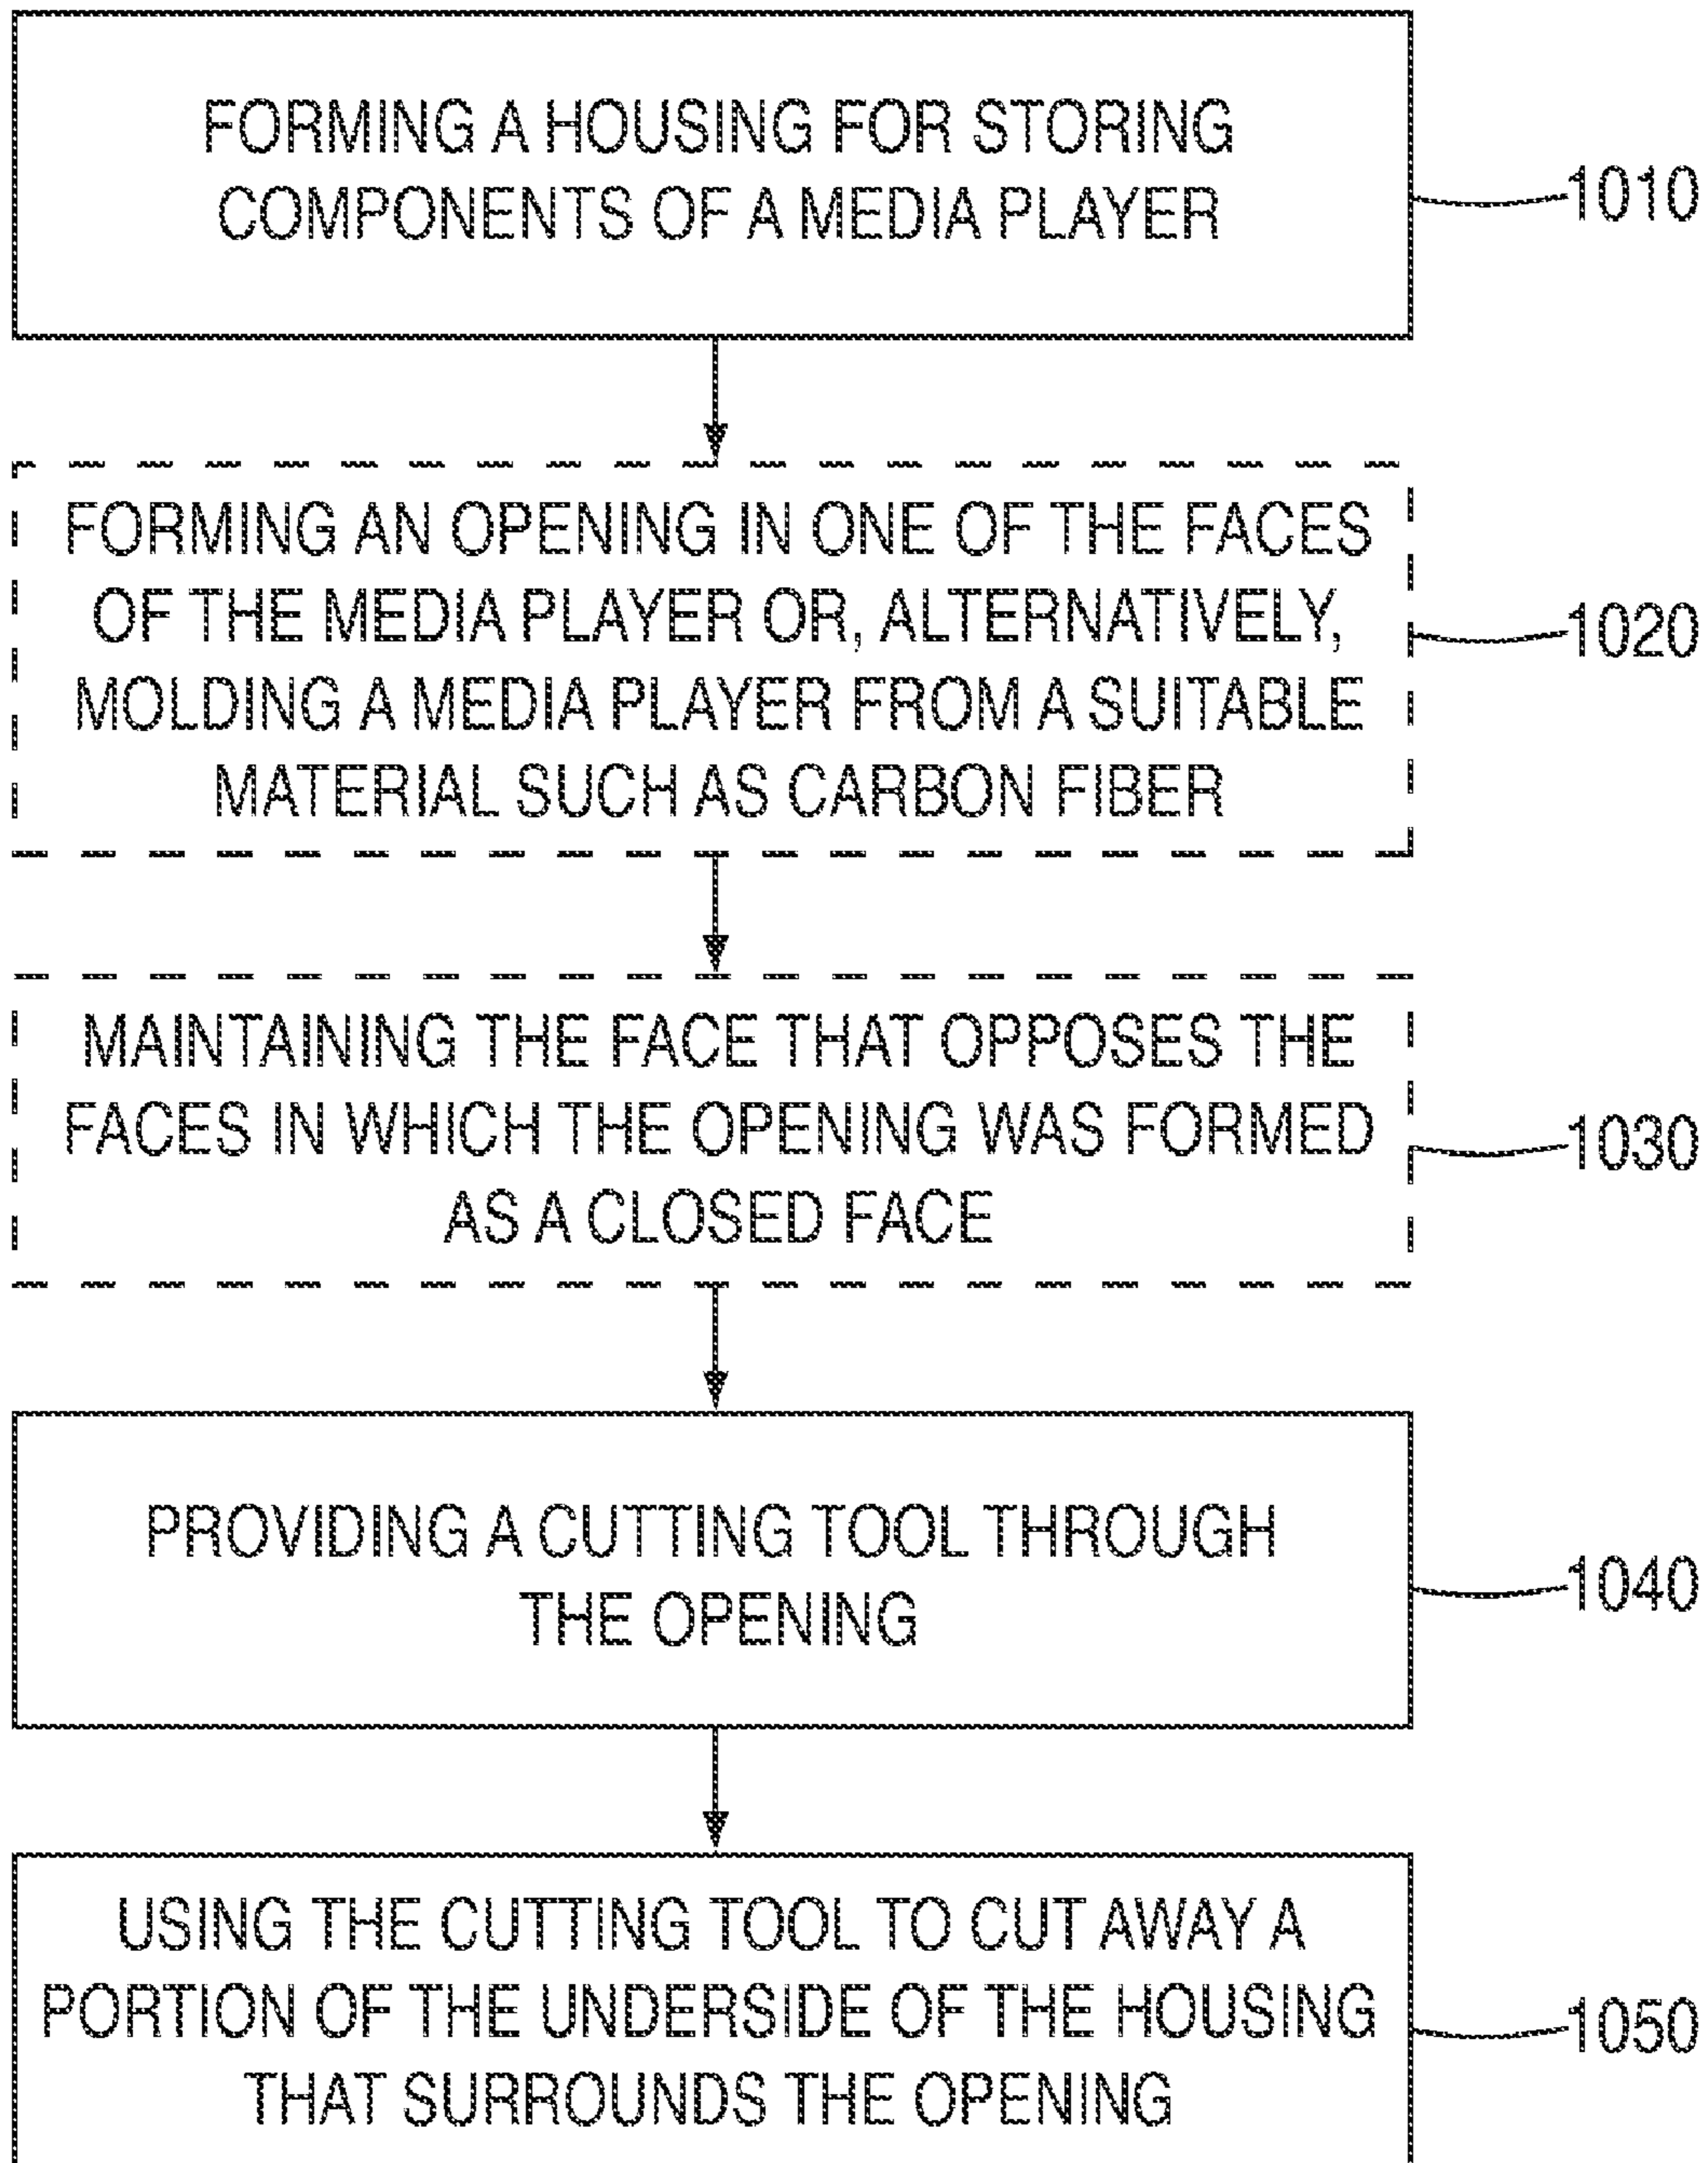 FORMING A HOUSING FOR STORING
COMPONENTS OF A MEDIA PLAYER
1010
FORMING AN OPENING IN ONE OF THE FACES
OF THE MEDIA PLAYER OR, ALTERNATIVELY,
MOLDING A MEDIA PLAYER FROM A SUITABLE
MATERIAL SUCH AS CARBON FIBER
1020
MAINTAINING THE FACE THAT OPPOSES THE
FACES IN WHICH THE OPENING WAS FORMED
AS A CLOSED FACE
1030
PROVIDING A CUTTING TOOL THROUGH
THE OPENING
1040
USING THE CUTTING TOOL TO CUT AWAY A
PORTION OF THE UNDERSIDE OF THE HOUSING
THAT SURROUNDS THE OPENING
1050